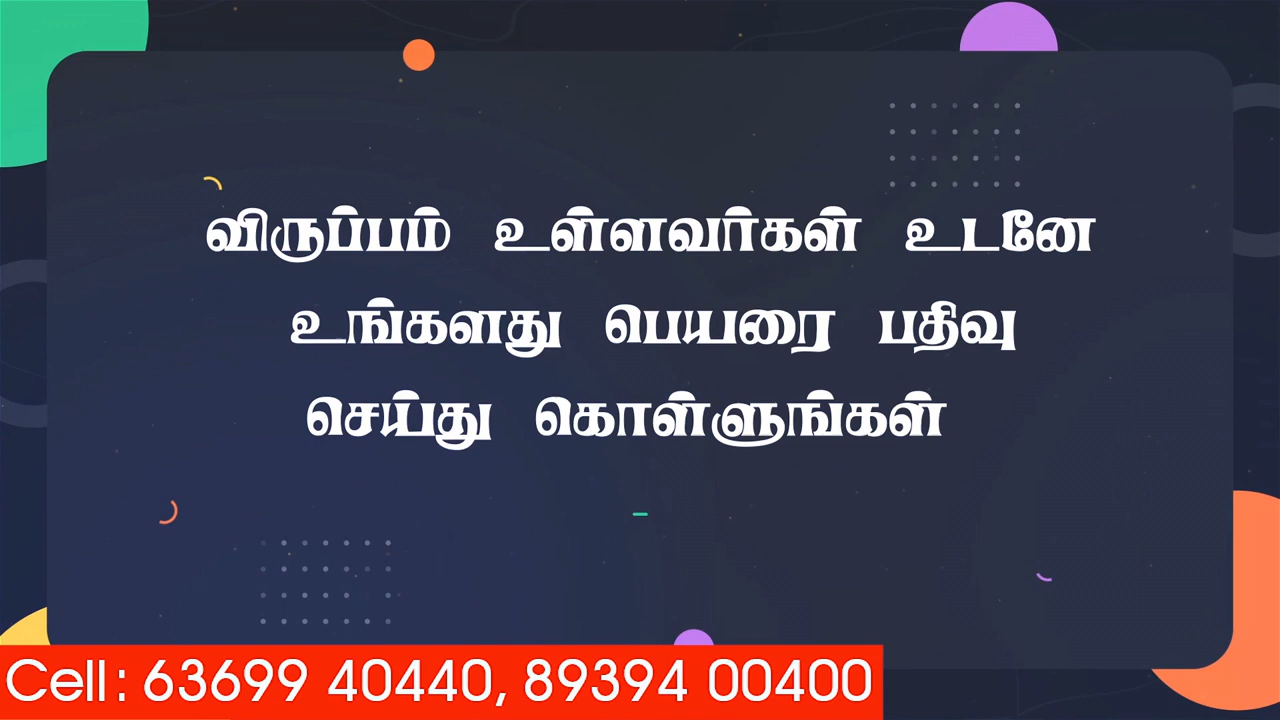 விருப்பம் உள்ளவர்கள் உடனே
உங்களது பெயரை பதிவு
செய்து கொள்ளுங்கள்
Cell: 63699 40440, 89394 00400